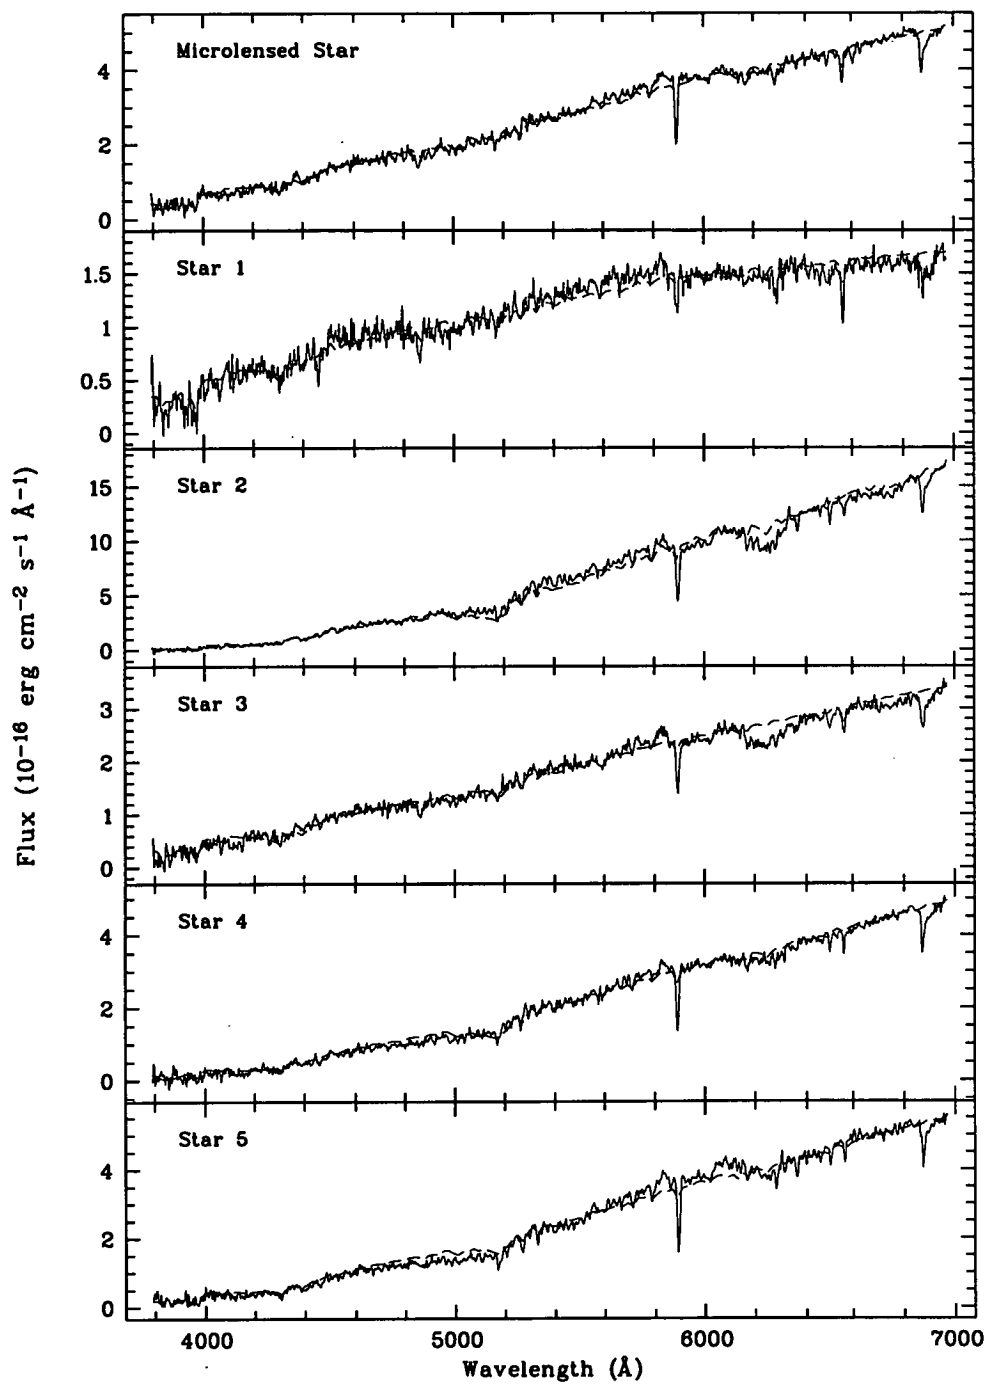 Microlensed Star
4
2
0
Star 1
1.5
1
0.5
0
Star 2
15
10
5
0
Star 3
3
2
1
0
Star 4
4
2
0
Star 5
4
2
0
4000 5000 6000 7000
Wavelength (Å)
Flux (10⁻¹⁶ erg cm⁻² s⁻¹ Å⁻¹)